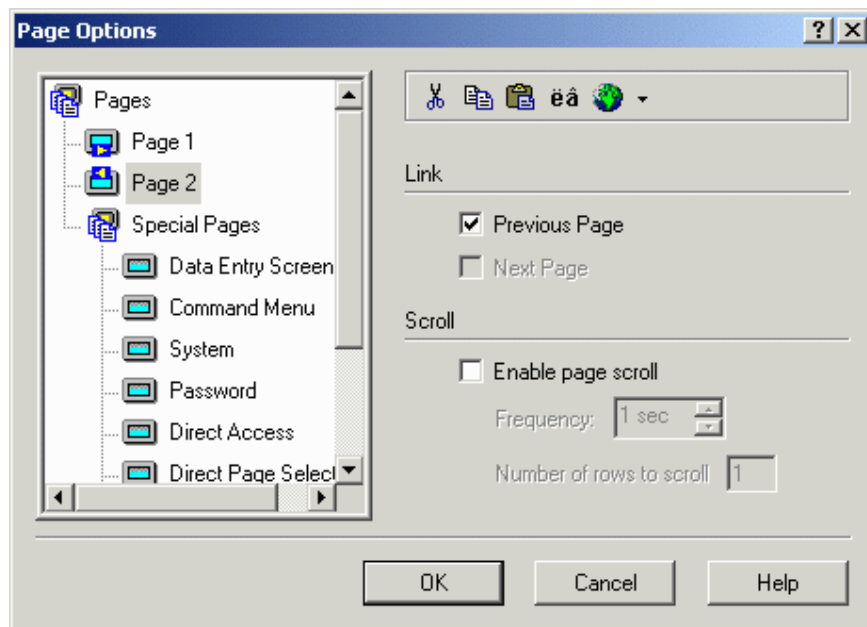 Page Options
Pages
Page 1
Page 2
Special Pages
Data Entry Screen
Command Menu
System
Password
Direct Access
Direct Page Select
ëâ
Link
Previous Page
Next Page
Scroll
Enable page scroll
Frequency: 1 sec
Number of rows to scroll 1
OK Cancel Help